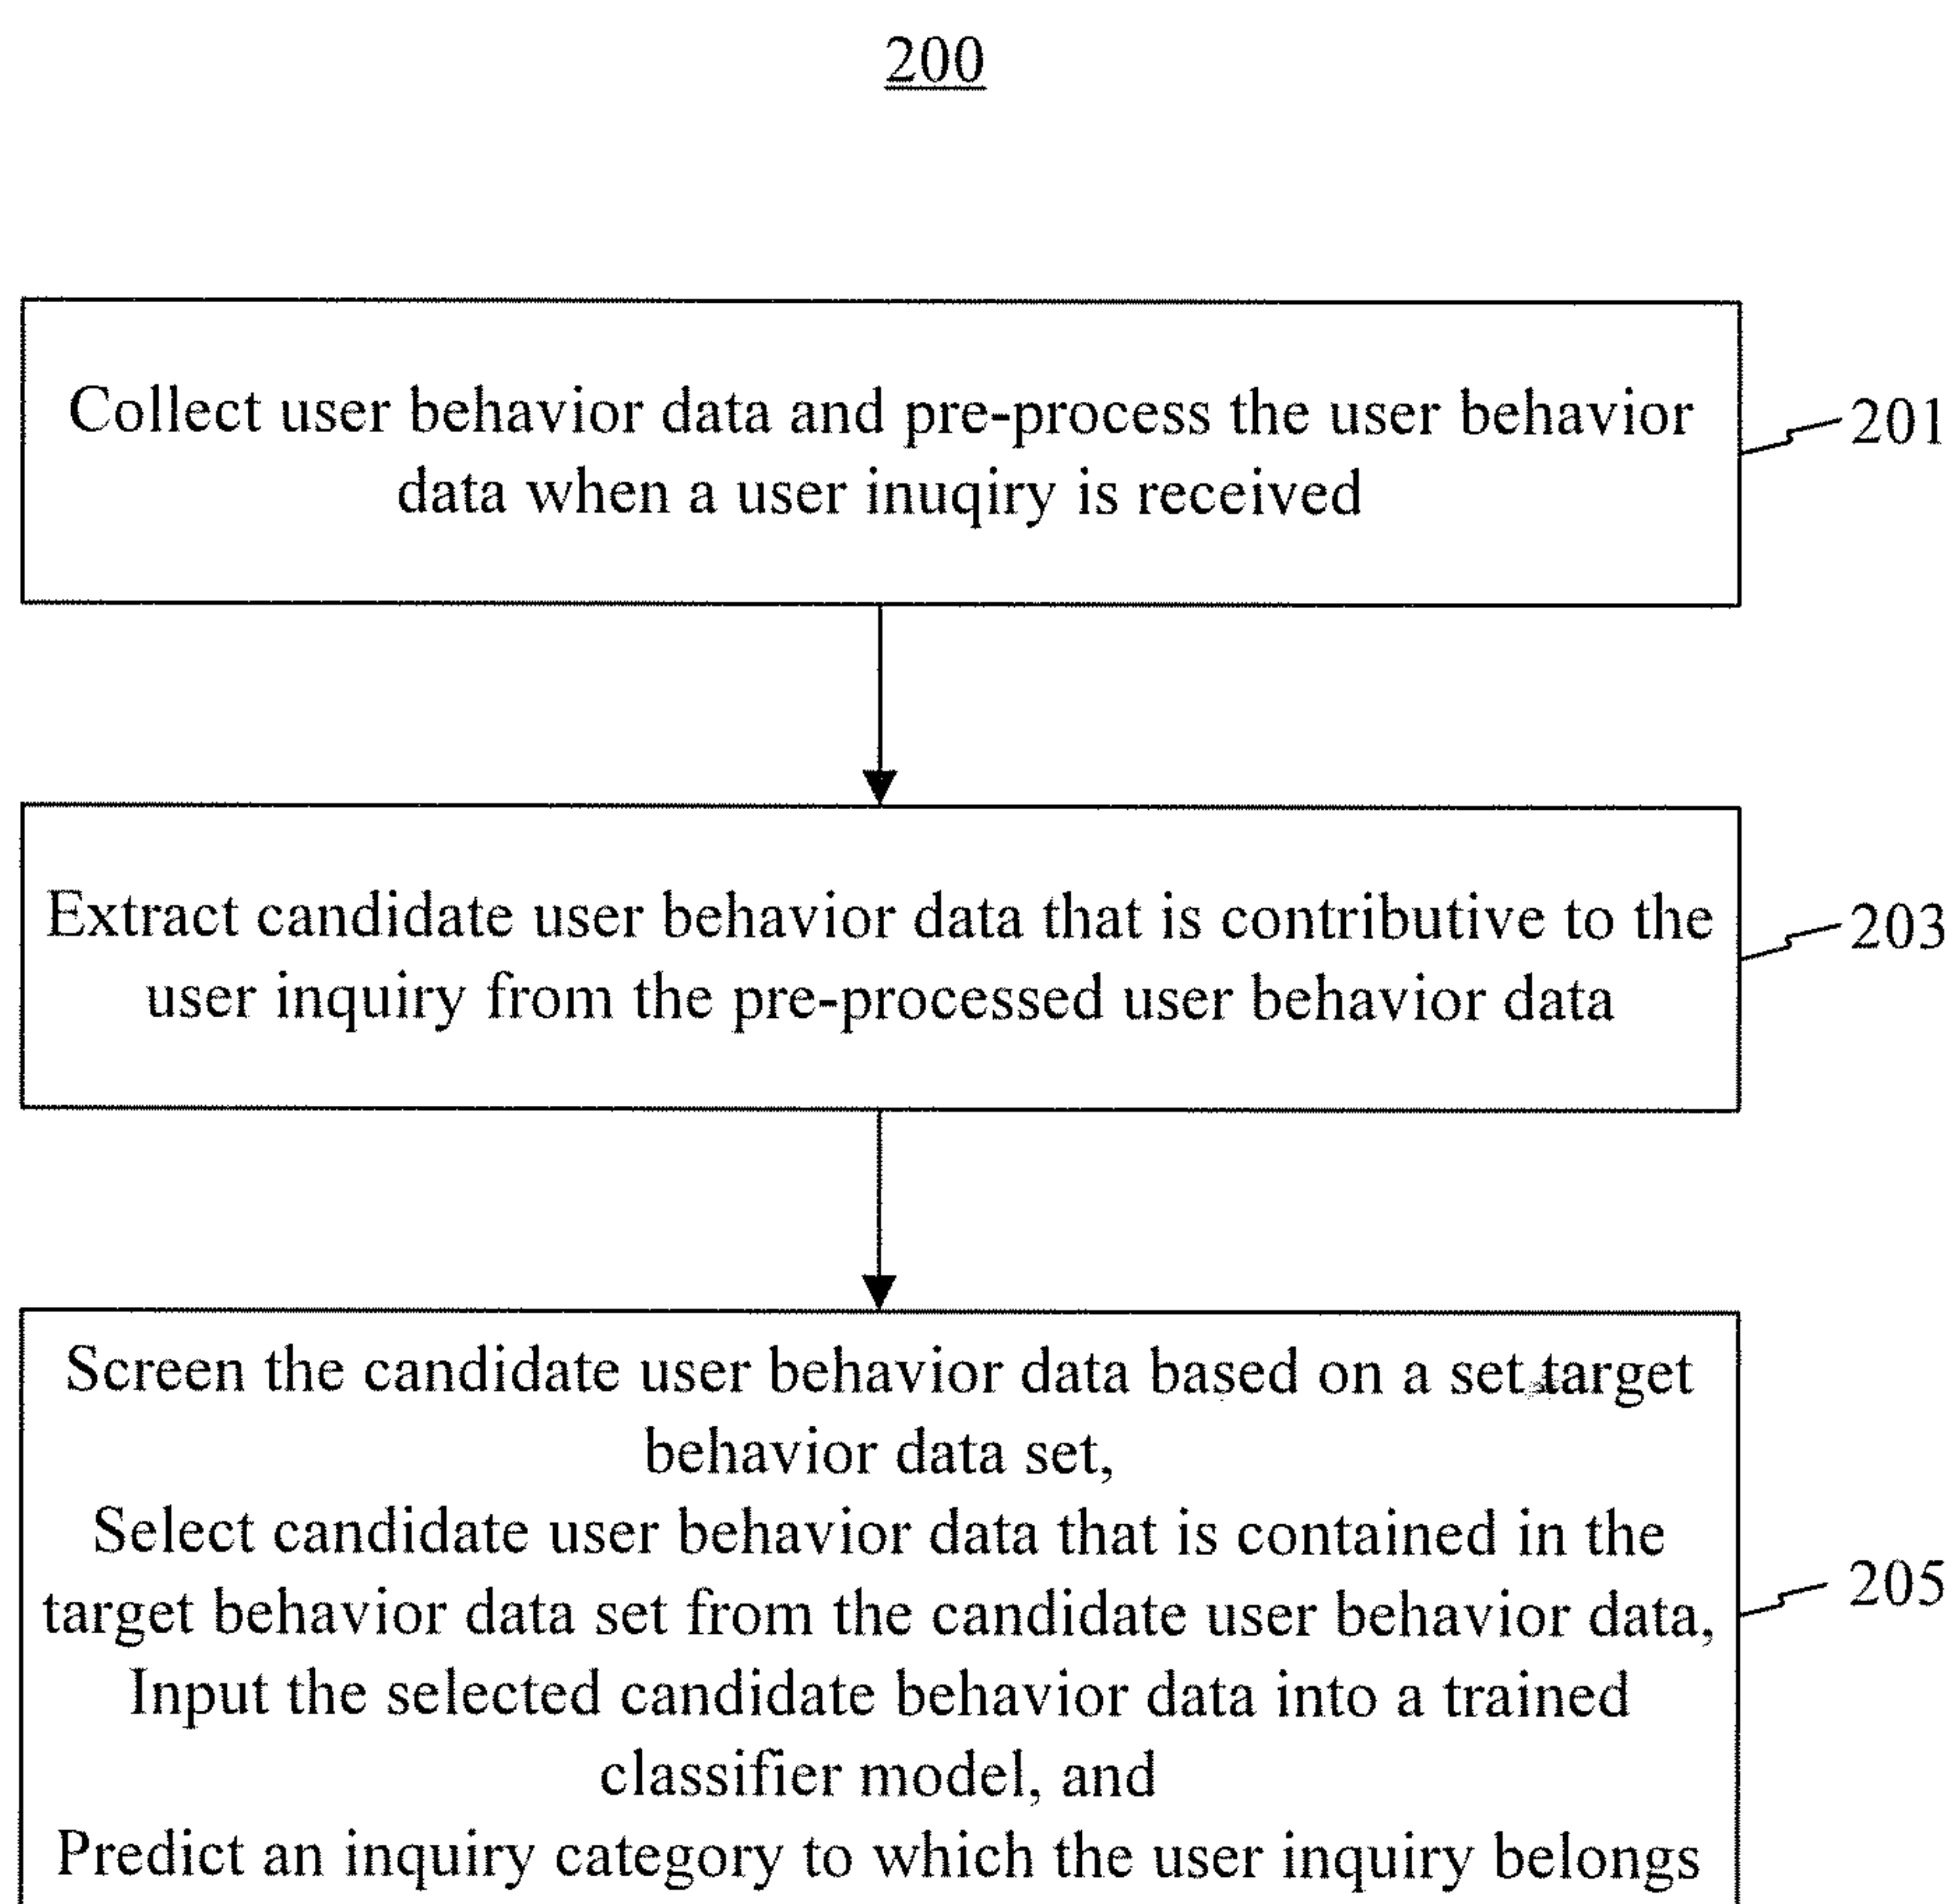 200
Collect user behavior data and pre-process the user behavior
data when a user inuqiry is received
201
Extract candidate user behavior data that is contributive to the
user inquiry from the pre-processed user behavior data
203
Screen the candidate user behavior data based on a set target
behavior data set,
Select candidate user behavior data that is contained in the
target behavior data set from the candidate user behavior data,
Input the selected candidate behavior data into a trained
classifier model, and
Predict an inquiry category to which the user inquiry belongs
205